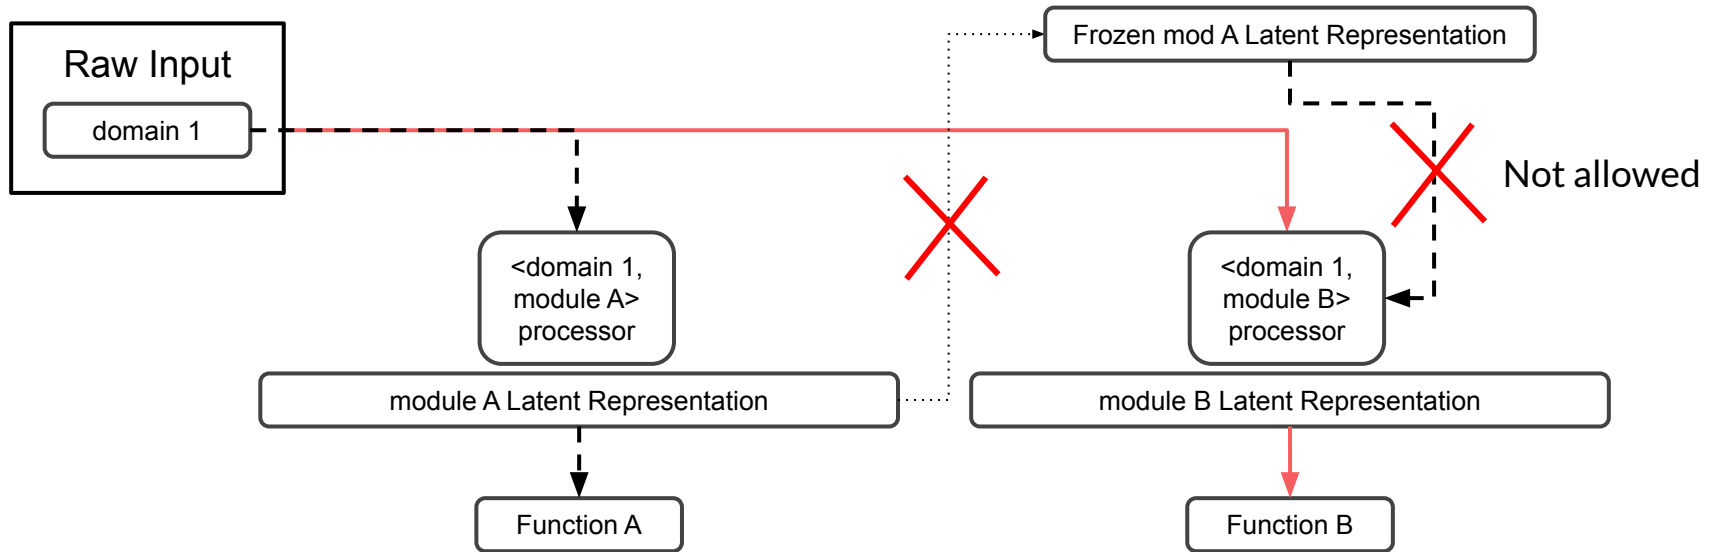 Frozen mod A Latent Representation
Raw Input
domain 1
Not allowed
<domain 1,
module A>
processor
<domain 1,
module B>
processor
module A Latent Representation
module B Latent Representation
Function A
Function B